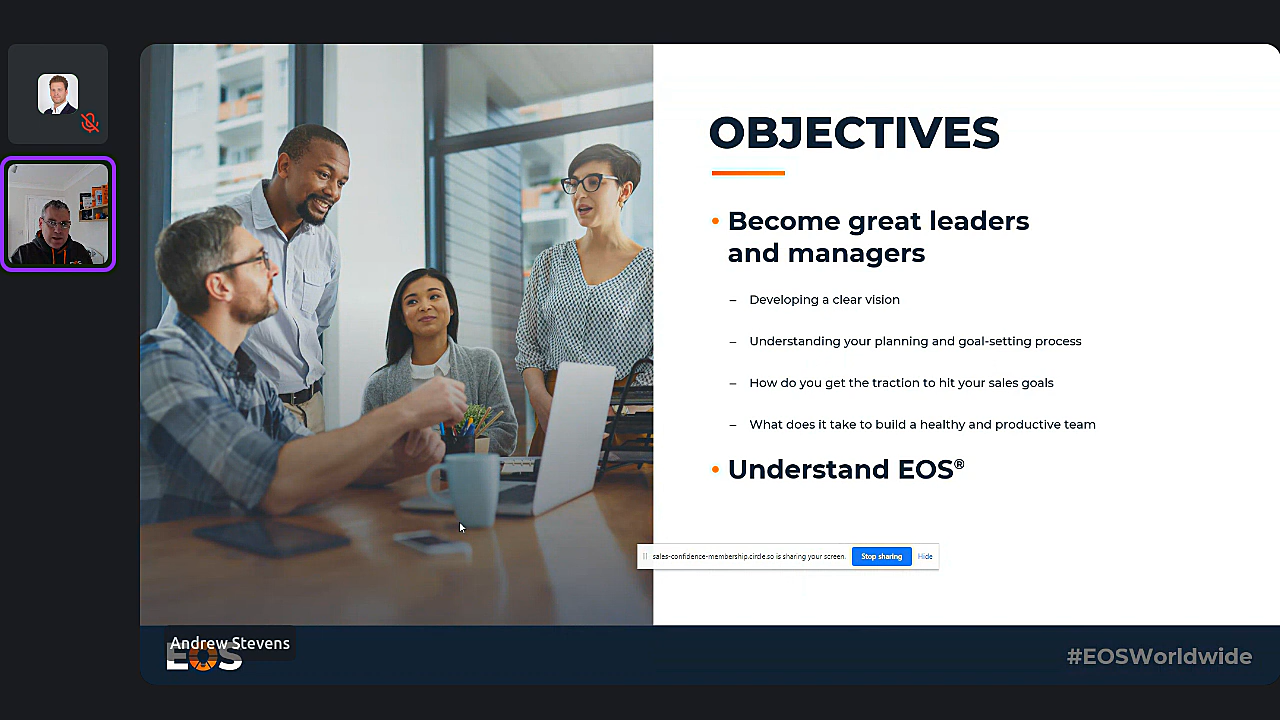 OBJECTIVES
• Become great leaders
and managers
– Developing a clear vision
– Understanding your planning and goal-setting process
– How do you get the traction to hit your sales goals
– What does it take to build a healthy and productive team
• Understand EOS®
sales-confidence-membership.circle.so is sharing your screen. Stop sharing Hide
Andrew Stevens
EOS
#EOSWorldwide